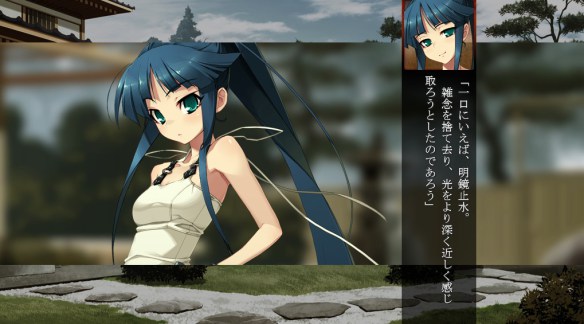 「一口にいえば、明鏡止水。
雑念を捨て去り、光をより深く近しく感じ
取ろうとしたのであろう」